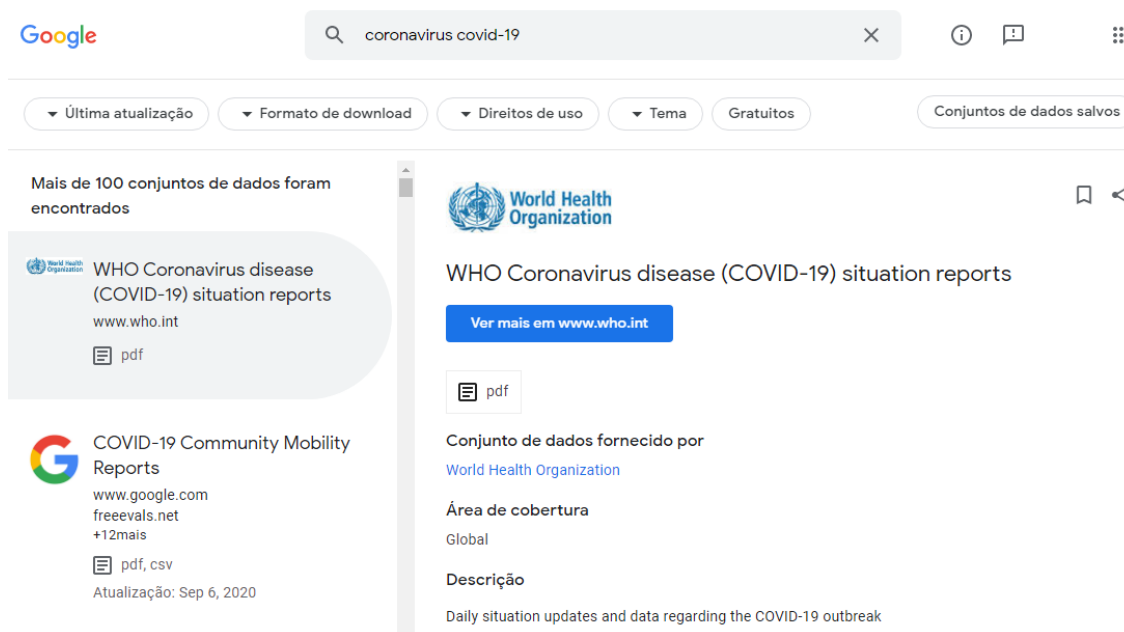 Google
coronavirus covid-19
Última atualização
Formato de download
Direitos de uso
Tema
Gratuitos
Conjuntos de dados salvos
Mais de 100 conjuntos de dados foram
encontrados
World Health
Organization
WHO Coronavirus disease
(COVID-19) situation reports
www.who.int
pdf
COVID-19 Community Mobility
Reports
www.google.com
freeevals.net
+12mais
pdf, csv
Atualização: Sep 6, 2020
World Health
Organization
WHO Coronavirus disease (COVID-19) situation reports
Ver mais em www.who.int
pdf
Conjunto de dados fornecido por
World Health Organization
Área de cobertura
Global
Descrição
Daily situation updates and data regarding the COVID-19 outbreak